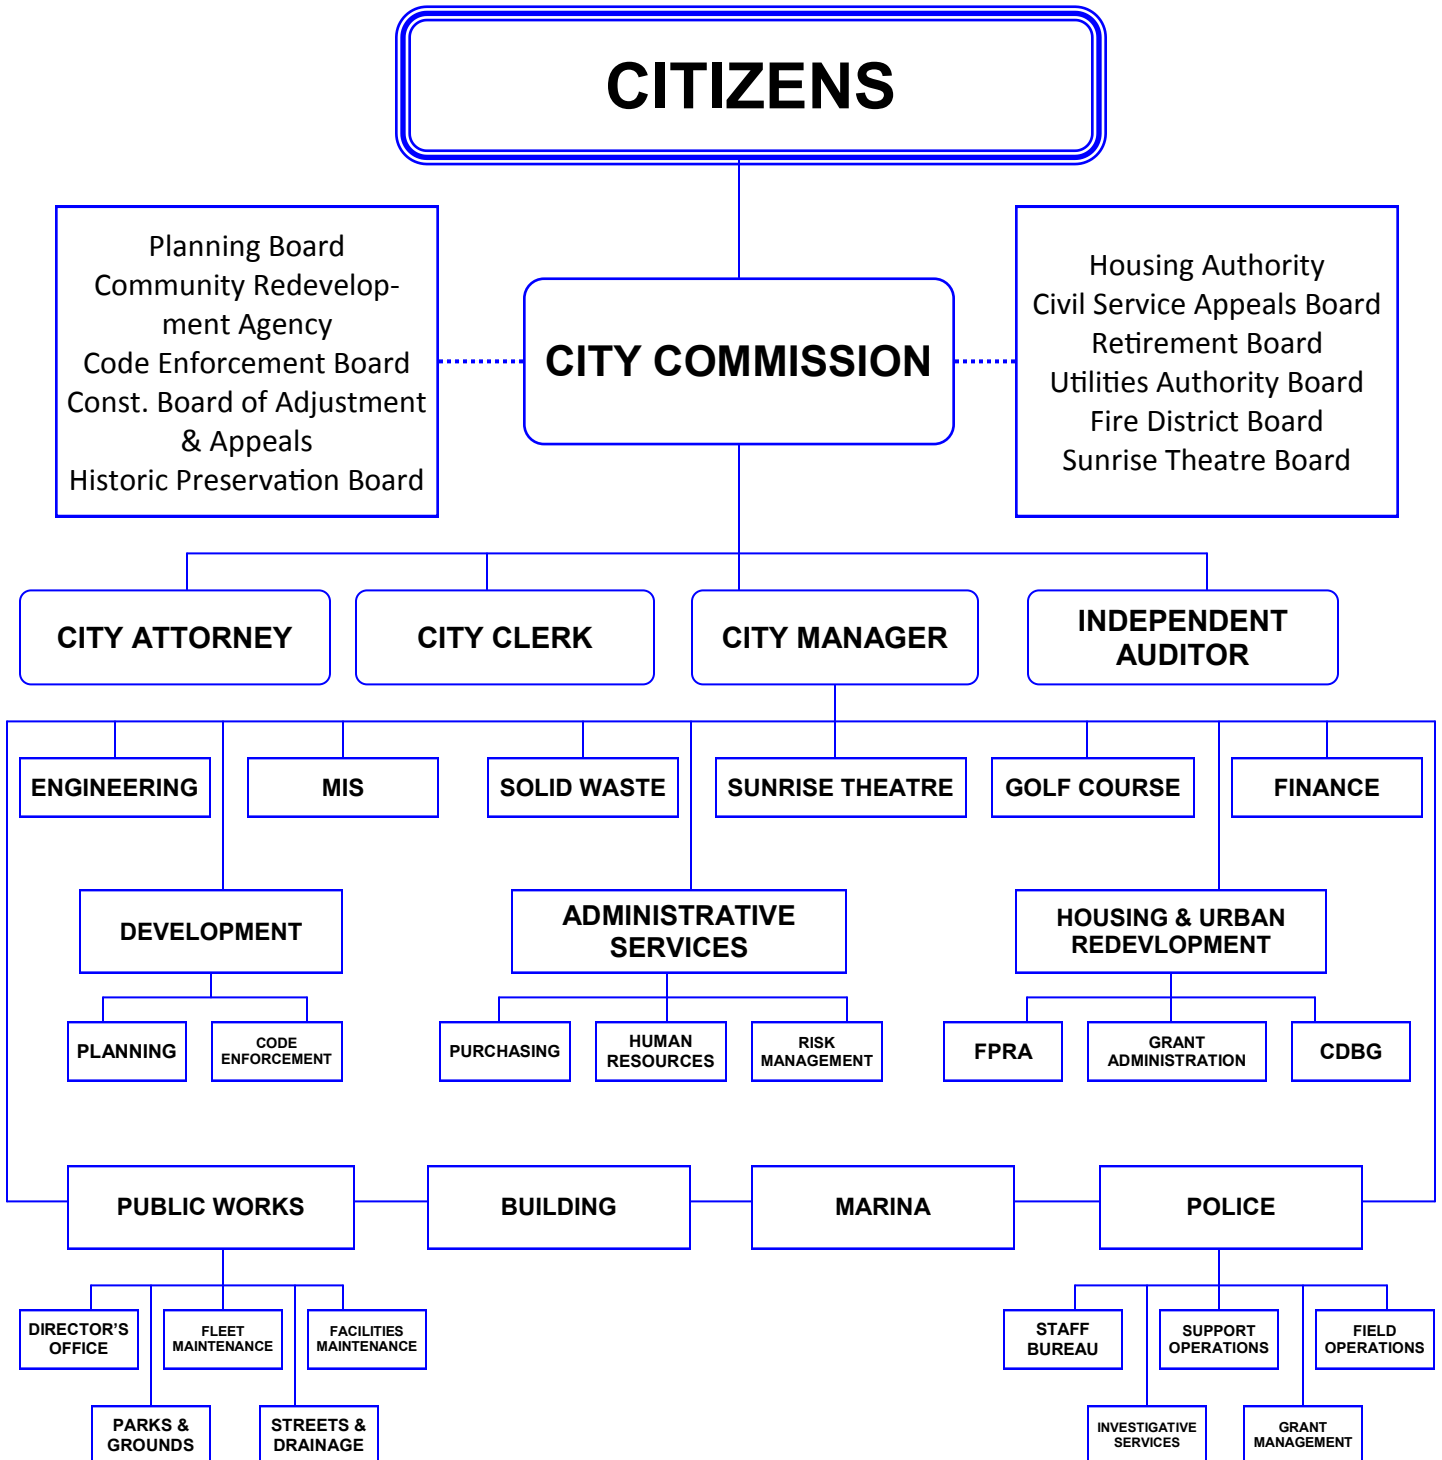 CITIZENS
Planning Board
Community Redevelop-
ment Agency
Code Enforcement Board
Const. Board of Adjustment
& Appeals
Historic Preservation Board
CITY COMMISSION
Housing Authority
Civil Service Appeals Board
Retirement Board
Utilities Authority Board
Fire District Board
Sunrise Theatre Board
CITY ATTORNEY
CITY CLERK
CITY MANAGER
INDEPENDENT
AUDITOR
ENGINEERING
MIS
SOLID WASTE
SUNRISE THEATRE
GOLF COURSE
FINANCE
DEVELOPMENT
ADMINISTRATIVE
SERVICES
HOUSING & URBAN
REDEVLOPMENT
PLANNING
CODE
ENFORCEMENT
PURCHASING
HUMAN
RESOURCES
RISK
MANAGEMENT
FPRA
GRANT
ADMINISTRATION
CDBG
PUBLIC WORKS
BUILDING
MARINA
POLICE
DIRECTOR'S
OFFICE
FLEET
MAINTENANCE
FACILITIES
MAINTENANCE
STAFF
BUREAU
SUPPORT
OPERATIONS
FIELD
OPERATIONS
PARKS &
GROUNDS
STREETS &
DRAINAGE
INVESTIGATIVE
SERVICES
GRANT
MANAGEMENT